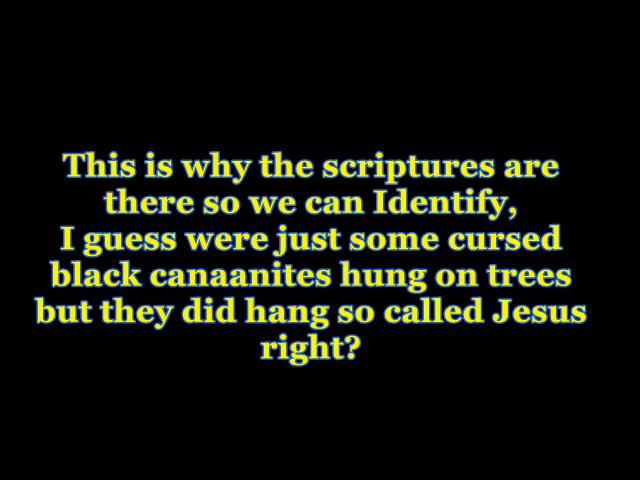 This is why the scriptures are
there so we can Identify,
I guess were just some cursed
black canaanites hung on trees
but they did hang so called Jesus
right?